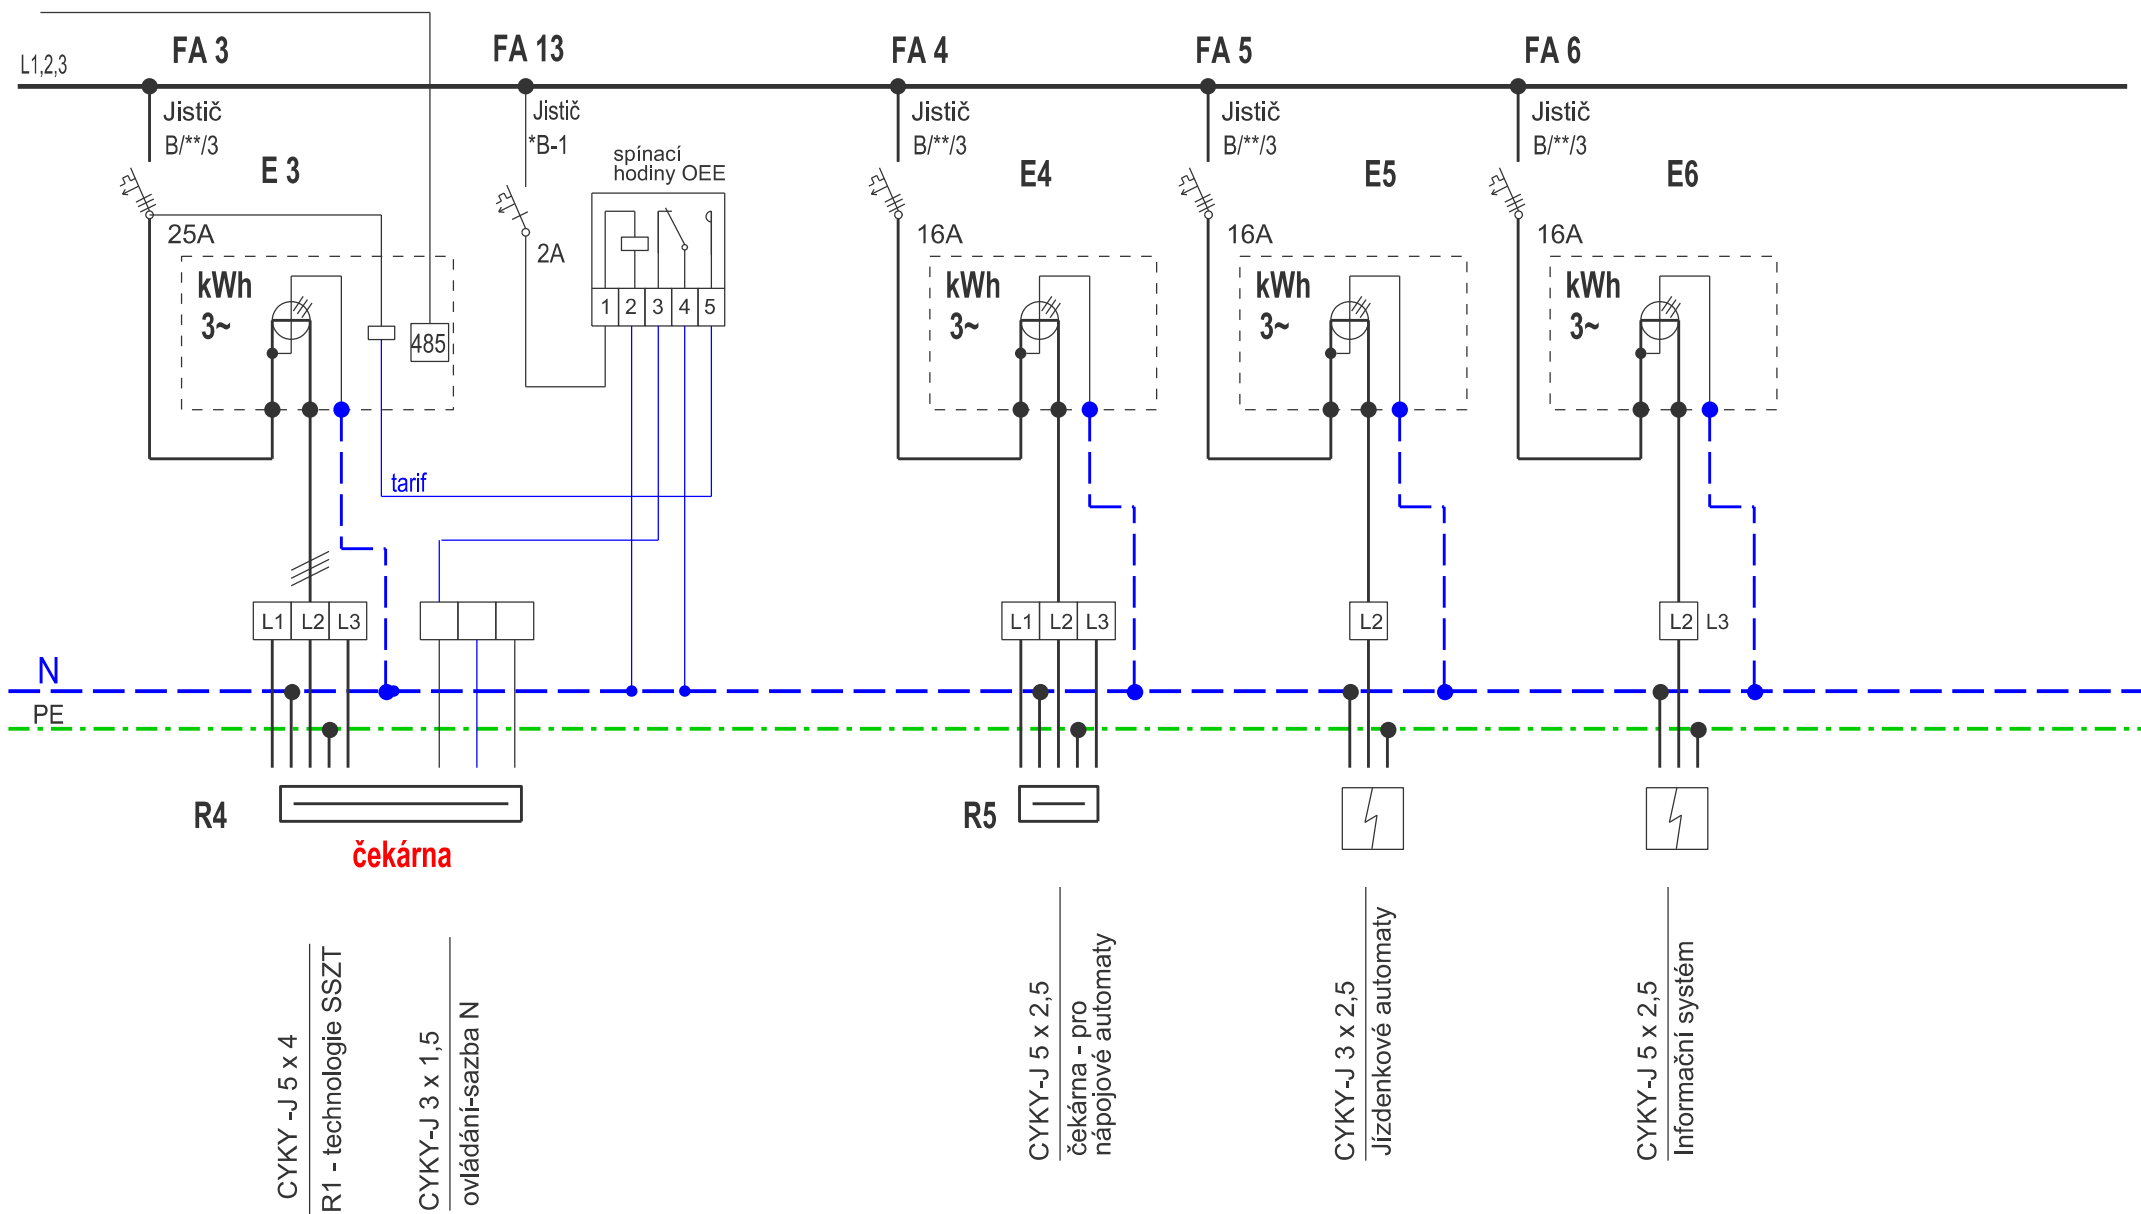 FA 3
FA 13
FA 4
FA 5
FA 6
L1,2,3
Jistič
B/**/3
Jistič
*B-1
Jistič
B/**/3
Jistič
B/**/3
Jistič
B/**/3
E 3
spínací
hodiny OEE
E4
E5
E6
25A
2A
16A
16A
16A
kWh
3~
485
1 2 3 4 5
kWh
3~
kWh
3~
kWh
3~
tarif
L1 L2 L3
L1 L2 L3
L2
L2 L3
N
PE
R4
čekárna
R5
CYKY -J 5 x 4
R1 - technologie SSZT
CYKY-J 3 x 1,5
ovládání-sazba N
CYKY-J 5 x 2,5
čekárna - pro
nápojové automaty
CYKY-J 3 x 2,5
Jízdenkové automaty
CYKY-J 5 x 2,5
Informační systém